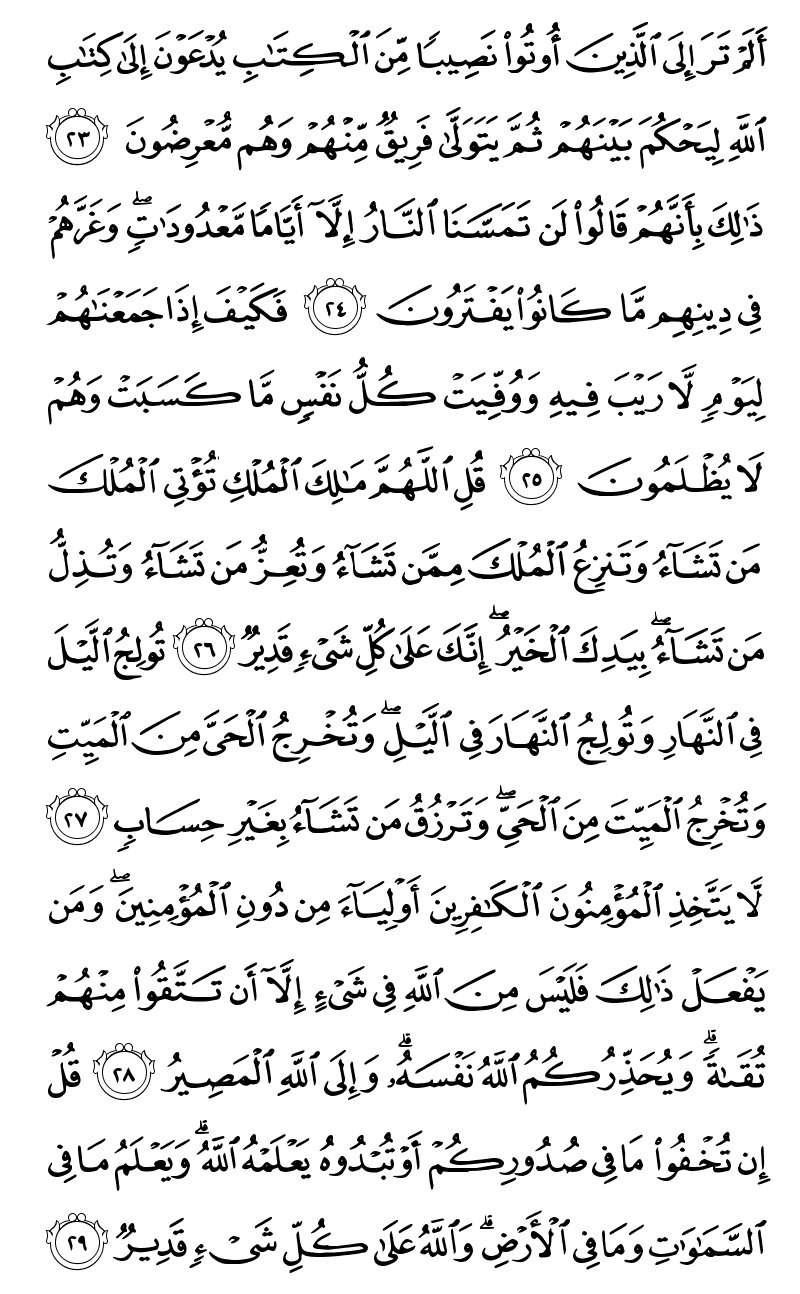 أَلَمْ تَرَ إِلَى ٱلَّذِينَ أُوتُوا۟ نَصِيبًا مِّنَ ٱلْكِتَـٰبِ يُدْعَوْنَ إِلَىٰ كِتَـٰبِ
ٱللَّهِ لِيَحْكُمَ بَيْنَهُمْ ثُمَّ يَتَوَلَّىٰ فَرِيقٌ مِّنْهُمْ وَهُم مُّعْرِضُونَ ٢٣
ذَٰلِكَ بِأَنَّهُمْ قَالُوا۟ لَن تَمَسَّنَا ٱلنَّارُ إِلَّآ أَيَّامًا مَّعْدُودَٰتٍ ۖ وَغَرَّهُمْ
فِى دِينِهِم مَّا كَانُوا۟ يَفْتَرُونَ ٢٤ فَكَيْفَ إِذَا جَمَعْنَـٰهُمْ
لِيَوْمٍ لَّا رَيْبَ فِيهِ وَوُفِّيَتْ كُلُّ نَفْسٍ مَّا كَسَبَتْ وَهُمْ
لَا يُظْلَمُونَ ٢٥ قُلِ ٱللَّهُمَّ مَـٰلِكَ ٱلْمُلْكِ تُؤْتِى ٱلْمُلْكَ
مَن تَشَآءُ وَتَنزِعُ ٱلْمُلْكَ مِمَّن تَشَآءُ وَتُعِزُّ مَن تَشَآءُ وَتُذِلُّ
مَن تَشَآءُ ۖ بِيَدِكَ ٱلْخَيْرُ ۖ إِنَّكَ عَلَىٰ كُلِّ شَىْءٍ قَدِيرٌ ٢٦ تُولِجُ ٱلَّيْلَ
فِى ٱلنَّهَارِ وَتُولِجُ ٱلنَّهَارَ فِى ٱلَّيْلِ ۖ وَتُخْرِجُ ٱلْحَىَّ مِنَ ٱلْمَيِّتِ
وَتُخْرِجُ ٱلْمَيِّتَ مِنَ ٱلْحَىِّ ۖ وَتَرْزُقُ مَن تَشَآءُ بِغَيْرِ حِسَابٍ ٢٧
لَّا يَتَّخِذِ ٱلْمُؤْمِنُونَ ٱلْكَـٰفِرِينَ أَوْلِيَآءَ مِن دُونِ ٱلْمُؤْمِنِينَ ۖ وَمَن
يَفْعَلْ ذَٰلِكَ فَلَيْسَ مِنَ ٱللَّهِ فِى شَىْءٍ إِلَّآ أَن تَتَّقُوا۟ مِنْهُمْ
تُقَىٰةً ۗ وَيُحَذِّرُكُمُ ٱللَّهُ نَفْسَهُۥ ۗ وَإِلَى ٱللَّهِ ٱلْمَصِيرُ ٢٨ قُلْ
إِن تُخْفُوا۟ مَا فِى صُدُورِكُمْ أَوْ تُبْدُوهُ يَعْلَمْهُ ٱللَّهُ ۗ وَيَعْلَمُ مَا فِى
ٱلسَّمَـٰوَٰتِ وَمَا فِى ٱلْأَرْضِ ۗ وَٱللَّهُ عَلَىٰ كُلِّ شَىْءٍ قَدِيرٌ ٢٩